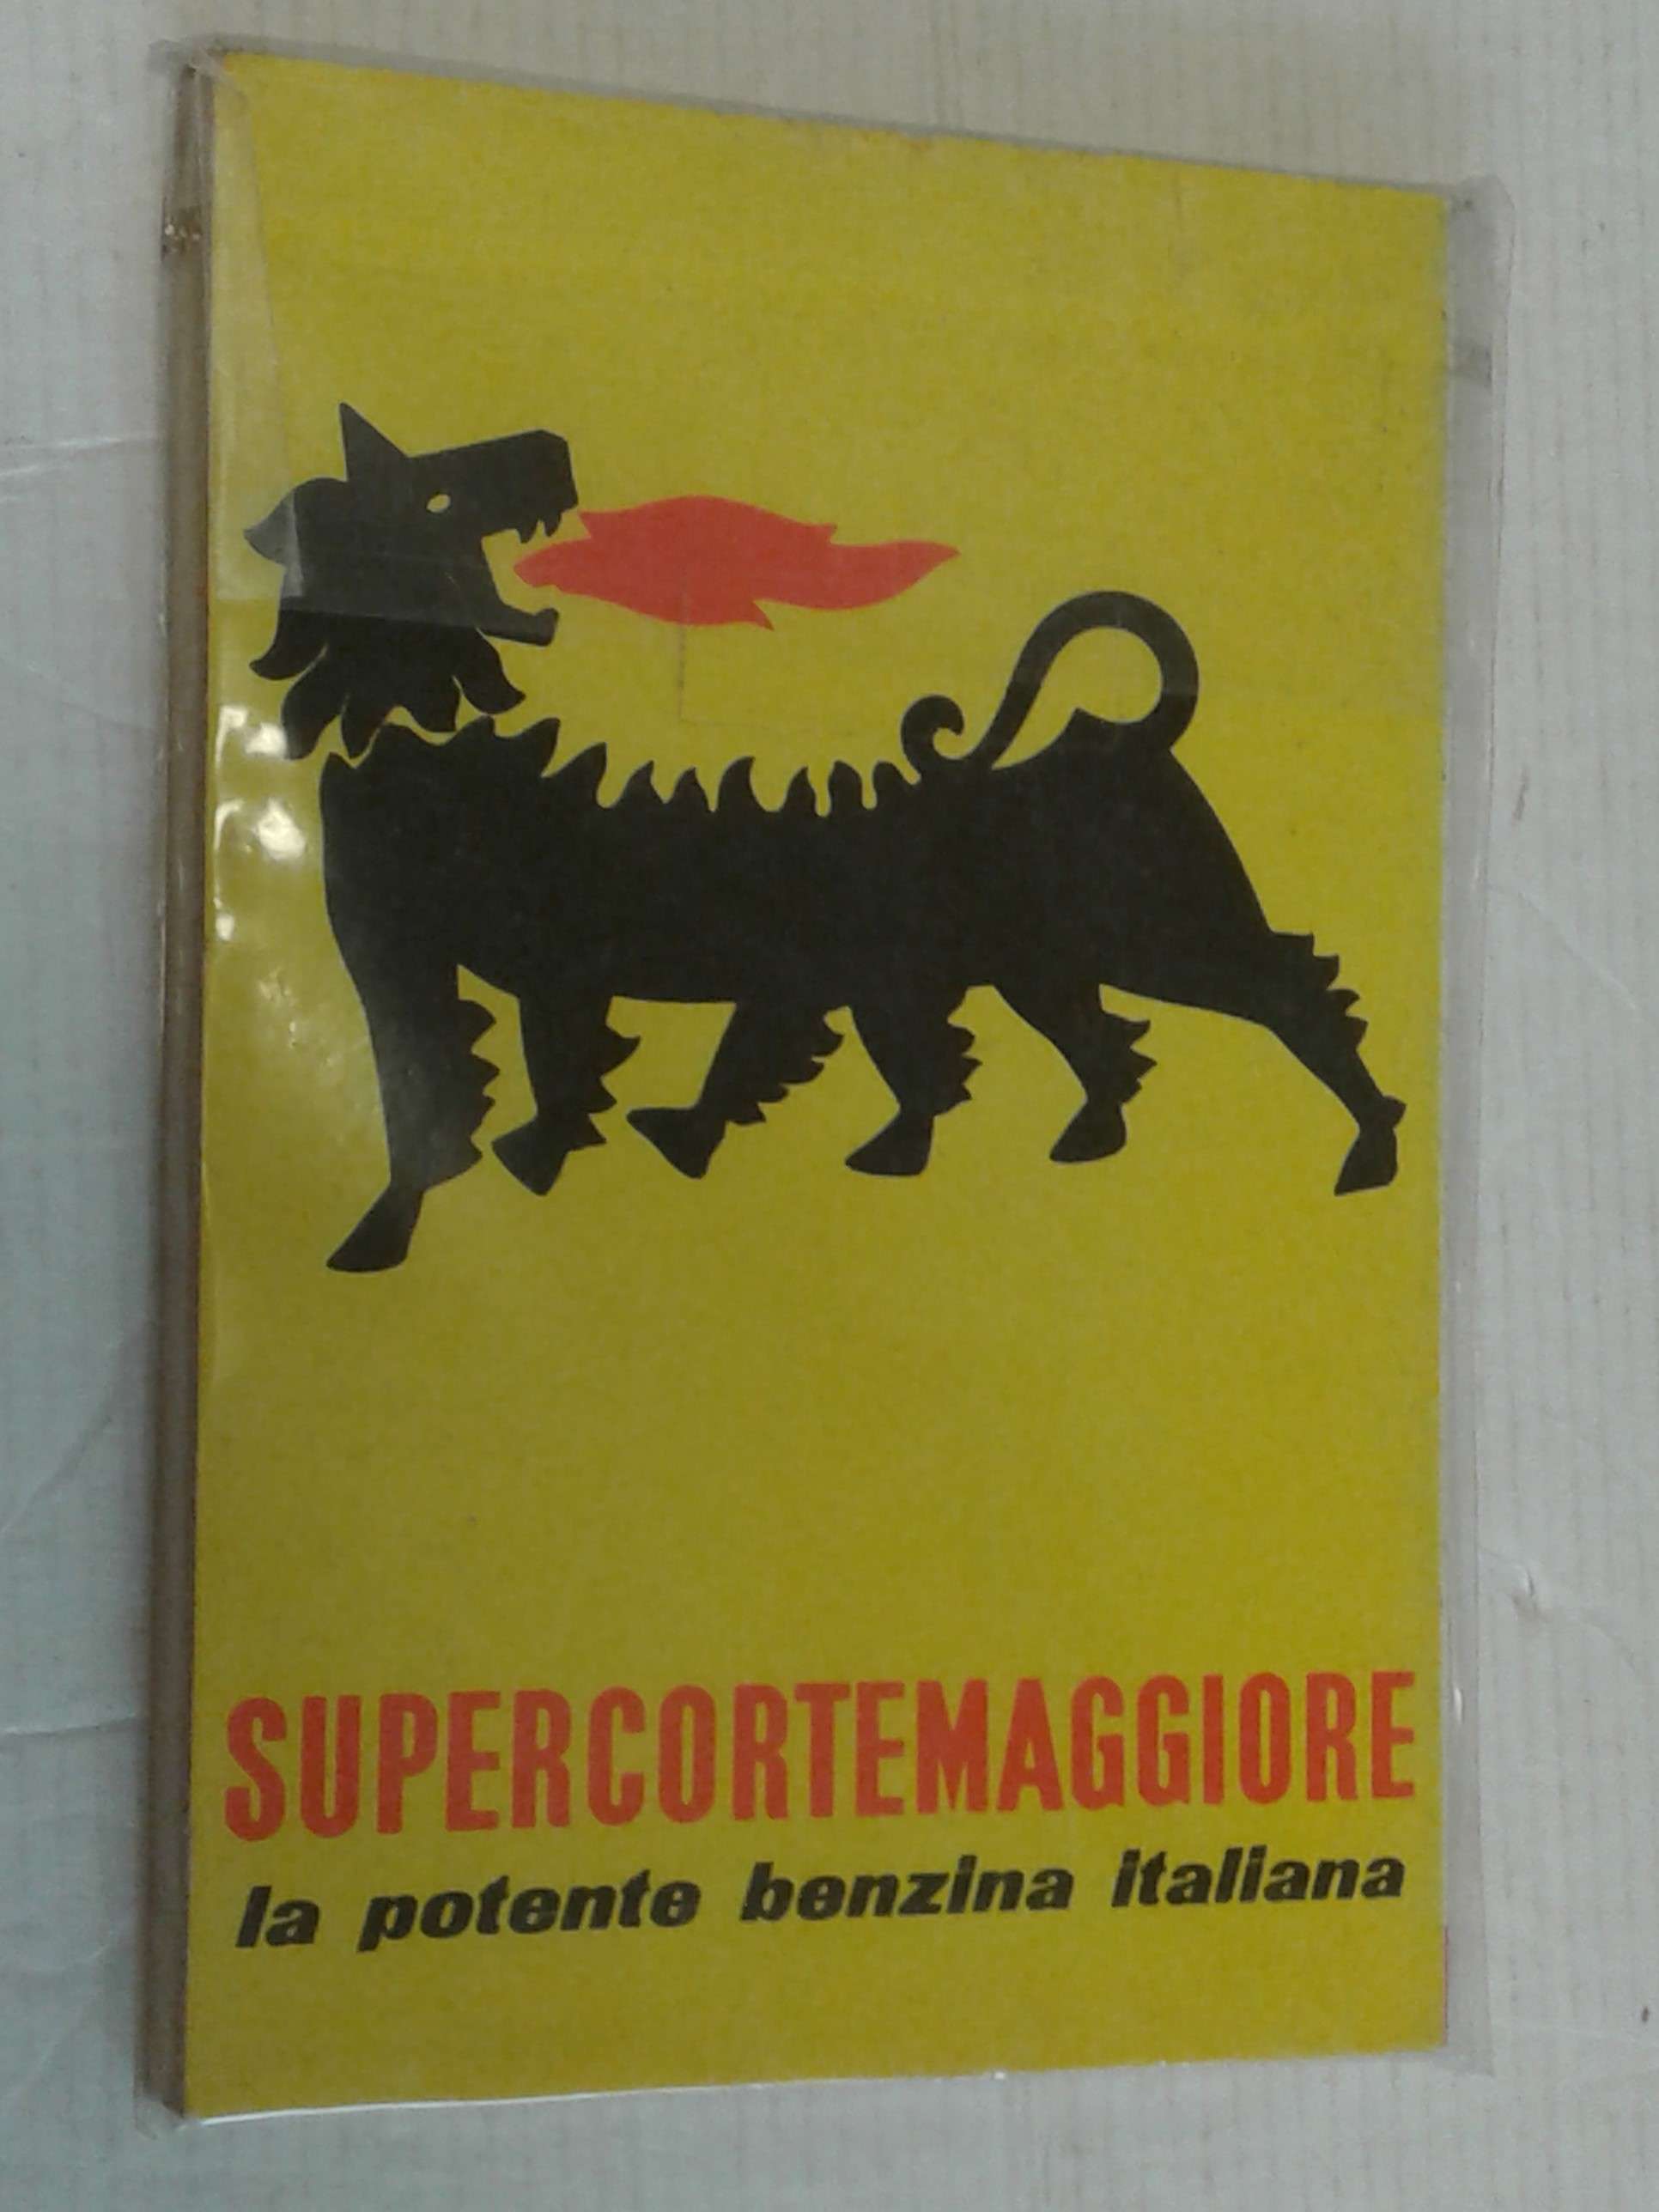 SUPERCORTEMAGGIORE
la potente benzina italiana